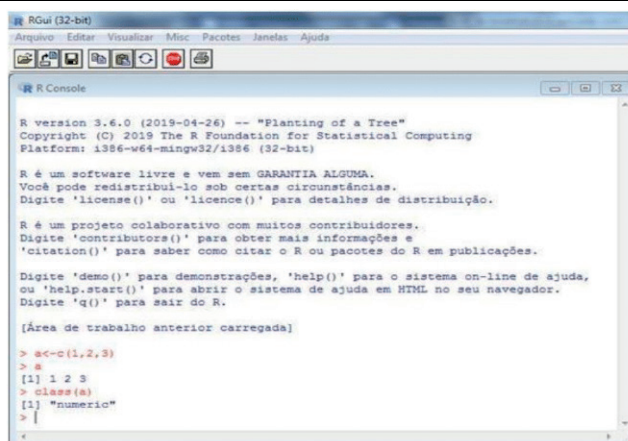 RGui (32-bit)
Arquivo Editar Visualizar Misc Pacotes Janelas Ajuda
STOP
R Console
R version 3.6.0 (2019-04-26) -- "Planting of a Tree"
Copyright (C) 2019 The R Foundation for Statistical Computing
Platform: i386-w64-mingw32/i386 (32-bit)
R é um software livre e vem sem GARANTIA ALGUMA.
Você pode redistribuí-lo sob certas circunstâncias.
Digite 'license()' ou 'licence()' para detalhes de distribuição.
R é um projeto colaborativo com muitos contribuidores.
Digite 'contributors()' para obter mais informações e
'citation()' para saber como citar o R ou pacotes do R em publicações.
Digite 'demo()' para demonstrações, 'help()' para o sistema on-line de ajuda,
ou 'help.start()' para abrir o sistema de ajuda em HTML no seu navegador.
Digite 'q()' para sair do R.
[Área de trabalho anterior carregada]
> a<-c(1,2,3)
> a
[1] 1 2 3
> class(a)
[1] "numeric"
>